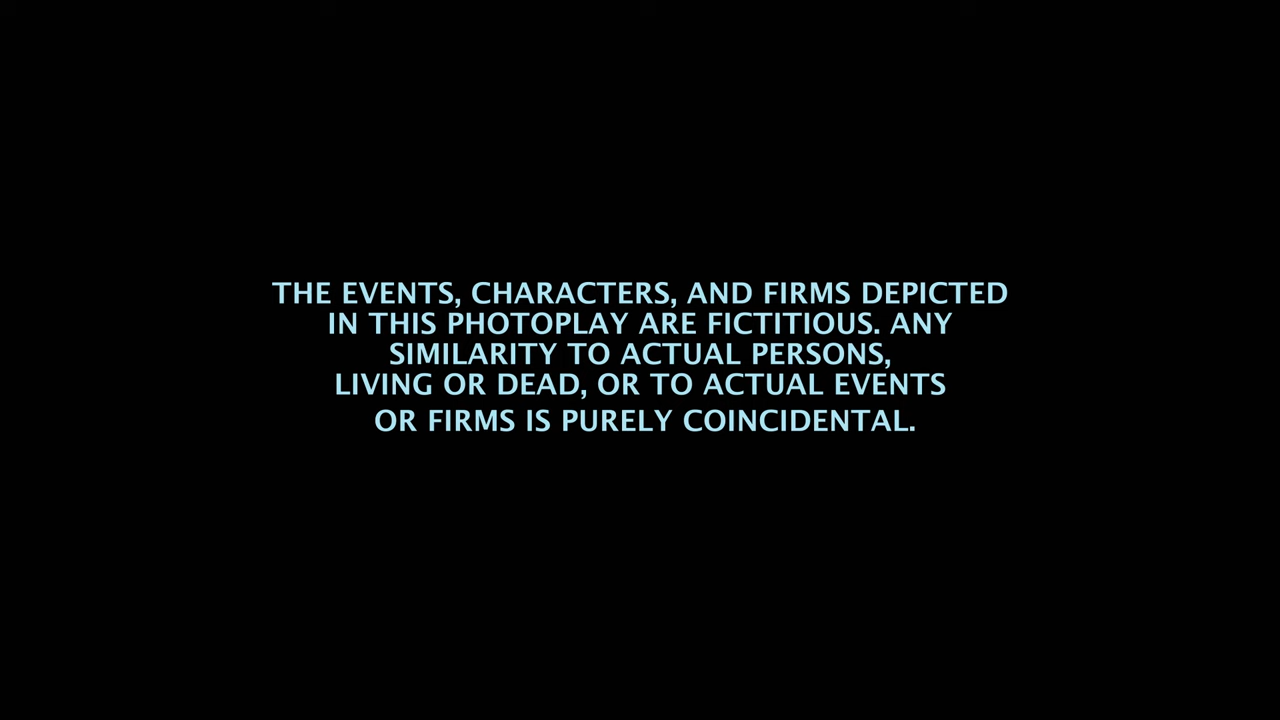 THE EVENTS, CHARACTERS, AND FIRMS DEPICTED
IN THIS PHOTOPLAY ARE FICTITIOUS. ANY
SIMILARITY TO ACTUAL PERSONS,
LIVING OR DEAD, OR TO ACTUAL EVENTS
OR FIRMS IS PURELY COINCIDENTAL.